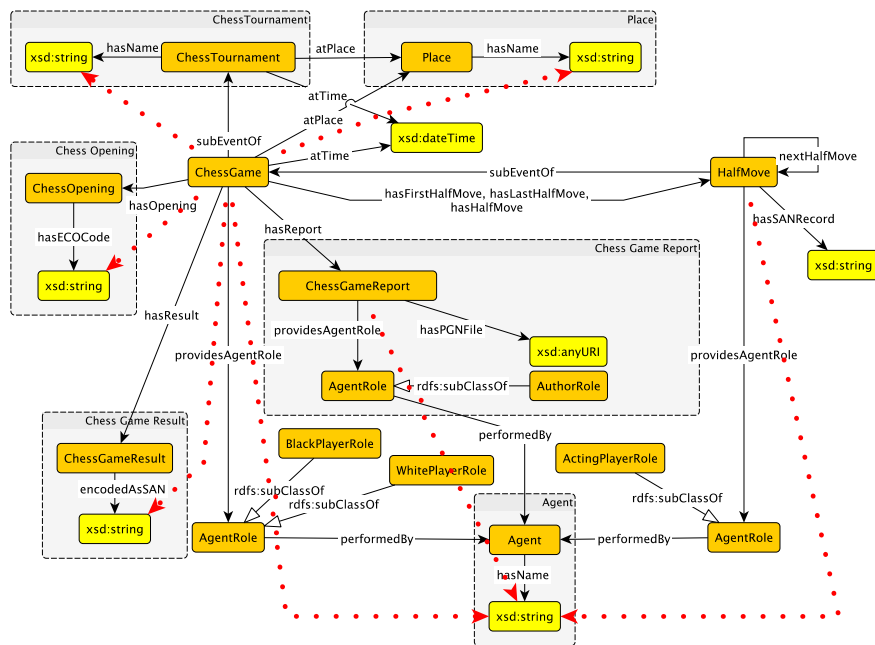 ChessTournament
Place
xsd:string
hasName
ChessTournament
atPlace
Place
hasName
xsd:string
atTime
atPlace
xsd:dateTime
subEventOf
atTime
Chess Opening
ChessGame
subEventOf
HalfMove
nextHalfMove
ChessOpening
hasOpening
hasFirstHalfMove, hasLastHalfMove,
hasHalfMove
hasSANRecord
hasECOCode
hasReport
Chess Game Report
xsd:string
xsd:string
ChessGameReport
hasResult
providesAgentRole
hasPGNFile
providesAgentRole
xsd:anyURI
providesAgentRole
AgentRole
rdfs:subClassOf
AuthorRole
Chess Game Result
performedBy
BlackPlayerRole
ChessGameResult
WhitePlayerRole
ActingPlayerRole
encodedAsSAN
rdfs:subClassOf
rdfs:subClassOf
rdfs:subClassOf
Agent
xsd:string
AgentRole
performedBy
Agent
performedBy
AgentRole
hasName
xsd:string